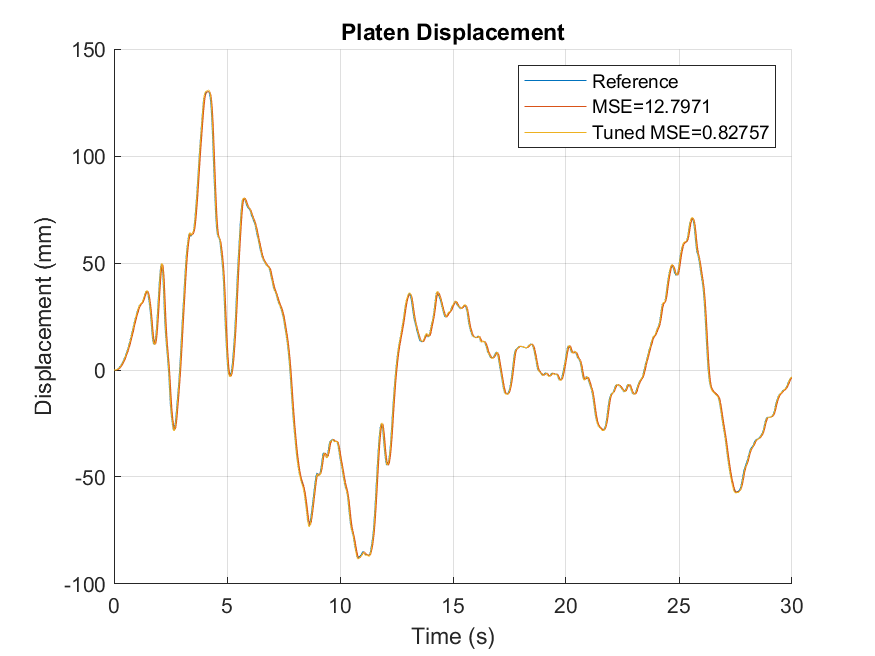 Platen Displacement
150
100
50
0
-50
-100
Displacement (mm)
Reference
MSE=12.7971
Tuned MSE=0.82757
0 5 10 15 20 25 30
Time (s)